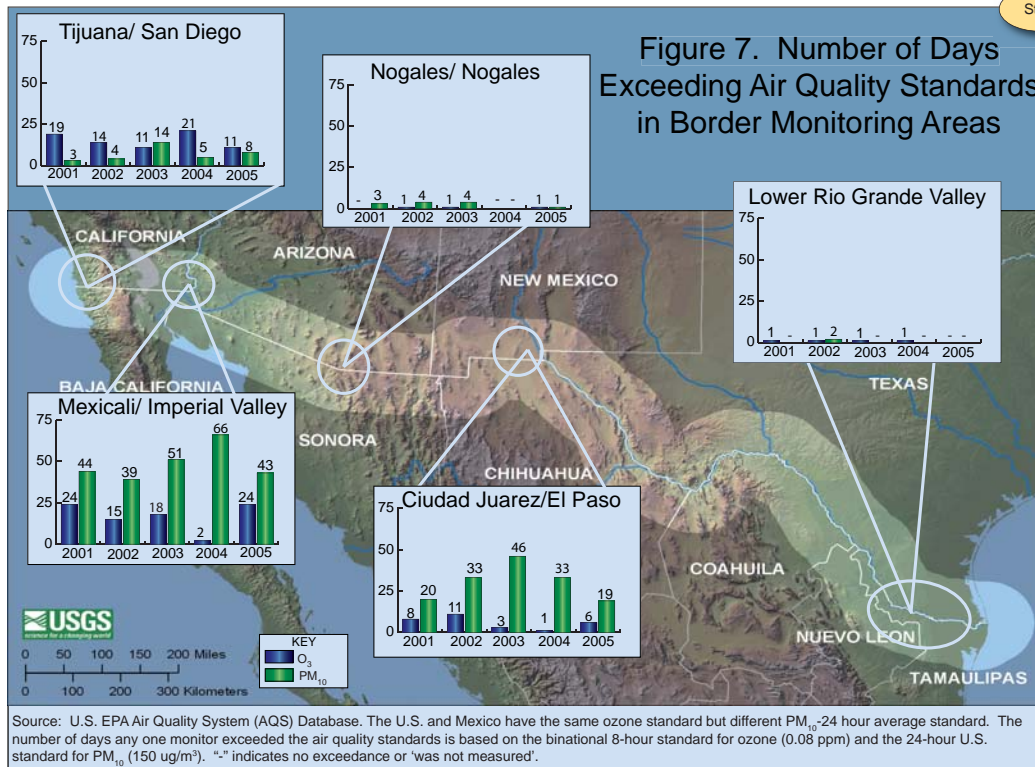 St
Figure 7. Number of Days
Exceeding Air Quality Standards
in Border Monitoring Areas
Tijuana/ San Diego
75
50
25
0
19 3 14 4 11 14 21 5 11 8
2001 2002 2003 2004 2005
Nogales/ Nogales
75
50
25
0
- 3 1 4 1 4 - - 1 1
2001 2002 2003 2004 2005
Lower Rio Grande Valley
75
50
25
0
1 - 1 2 1 - 1 - - -
2001 2002 2003 2004 2005
CALIFORNIA
ARIZONA
NEW MEXICO
TEXAS
BAJA CALIFORNIA
SONORA
CHIHUAHUA
COAHUILA
NUEVO LEON
TAMAULIPAS
Mexicali/ Imperial Valley
75
50
25
0
24 44 15 39 18 51 2 66 24 43
2001 2002 2003 2004 2005
Ciudad Juarez/El Paso
75
50
25
0
8 20 11 33 3 46 1 33 6 19
2001 2002 2003 2004 2005
USGS
science for a changing world
0 50 100 150 200 Miles
0 100 200 300 Kilometers
KEY
O₃
PM₁₀
Source: U.S. EPA Air Quality System (AQS) Database. The U.S. and Mexico have the same ozone standard but different PM₁₀-24 hour average standard. The
number of days any one monitor exceeded the air quality standards is based on the binational 8-hour standard for ozone (0.08 ppm) and the 24-hour U.S.
standard for PM₁₀ (150 ug/m³). "-" indicates no exceedance or 'was not measured'.